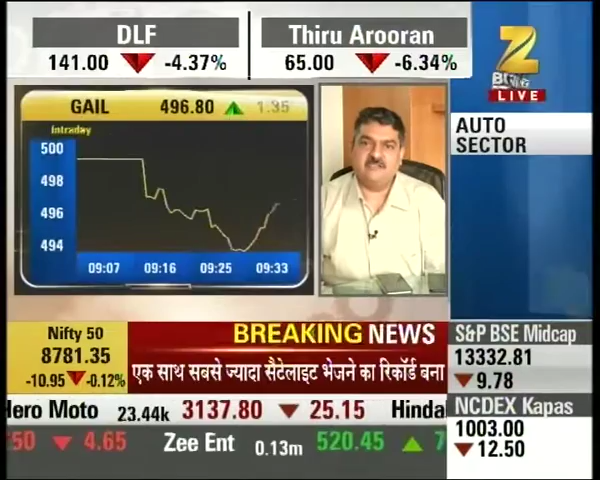 DLF
141.00 ▼ -4.37%
Thiru Arooran
65.00 ▼ -6.34%
Z
LIVE
GAIL 496.80 ▲ 1.35
Intraday
500
498
496
494
09:07 09:16 09:25 09:33
AUTO
SECTOR
Nifty 50
8781.35
-10.95 ▼ -0.12%
BREAKING NEWS
एक साथ सबसे ज्यादा सैटेलाइट भेजने का रिकॉर्ड बना
S&P BSE Midcap
13332.81
▼ 9.78
Hero Moto 23.44k 3137.80 ▼ 25.15 Hinda
NCDEX Kapas
1003.00
▼ 12.50
50 ▼ 4.65 Zee Ent 0.13m 520.45 ▲ 7